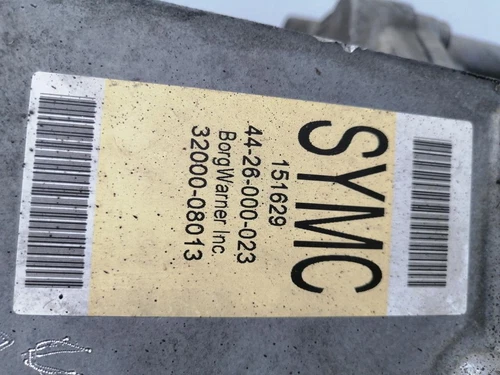 SYMC
151629
44-26-000-023
BorgWarner Inc.
32000-08013